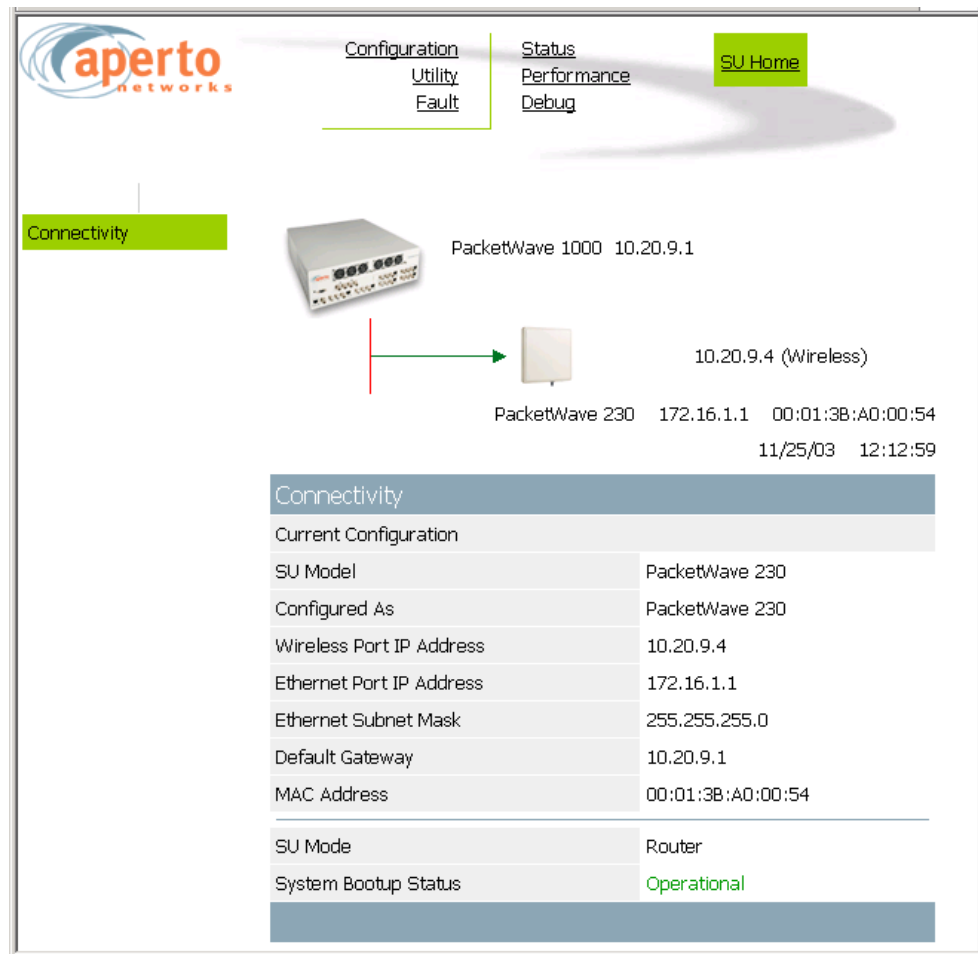 aperto
networks
Configuration
Utility
Fault
Status
Performance
Debug
SU Home
Connectivity
PacketWave 1000 10.20.9.1
10.20.9.4 (Wireless)
PacketWave 230 172.16.1.1 00:01:3B:A0:00:54
11/25/03 12:12:59
Connectivity
Current Configuration
SU Model PacketWave 230
Configured As PacketWave 230
Wireless Port IP Address 10.20.9.4
Ethernet Port IP Address 172.16.1.1
Ethernet Subnet Mask 255.255.255.0
Default Gateway 10.20.9.1
MAC Address 00:01:3B:A0:00:54
SU Mode Router
System Bootup Status Operational